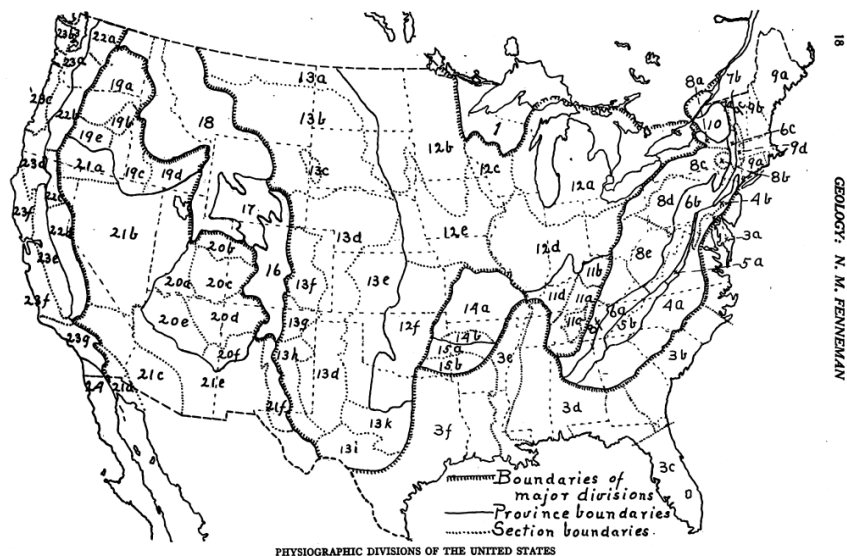 18
GEOLOGY: N. M. FENNEMAN
23b 22a
23a
19a
13a
8a 7b 9a
9b
10
23c 22b 19b 18 13b 12b 1
6c
19e
9d
23d 21a 19c 19d 13c 12c 12a 8c 9a
8b
23f 17 8d 6b 4b
21b 20b 13d 12e 12d 3a
23e 16 8e 5a
20a 20c 13f 13e 11b
23f 14a 11d 11a 4a
20e 20d 13g 12f 14b 6a 5b
23g 20f 13h 15a 3e 3b
15b
24 21d 21c 21e 13d 3d
21f 13k 3f
13i 3c
Boundaries of
major divisions
Province boundaries
Section boundaries.
PHYSIOGRAPHIC DIVISIONS OF THE UNITED STATES